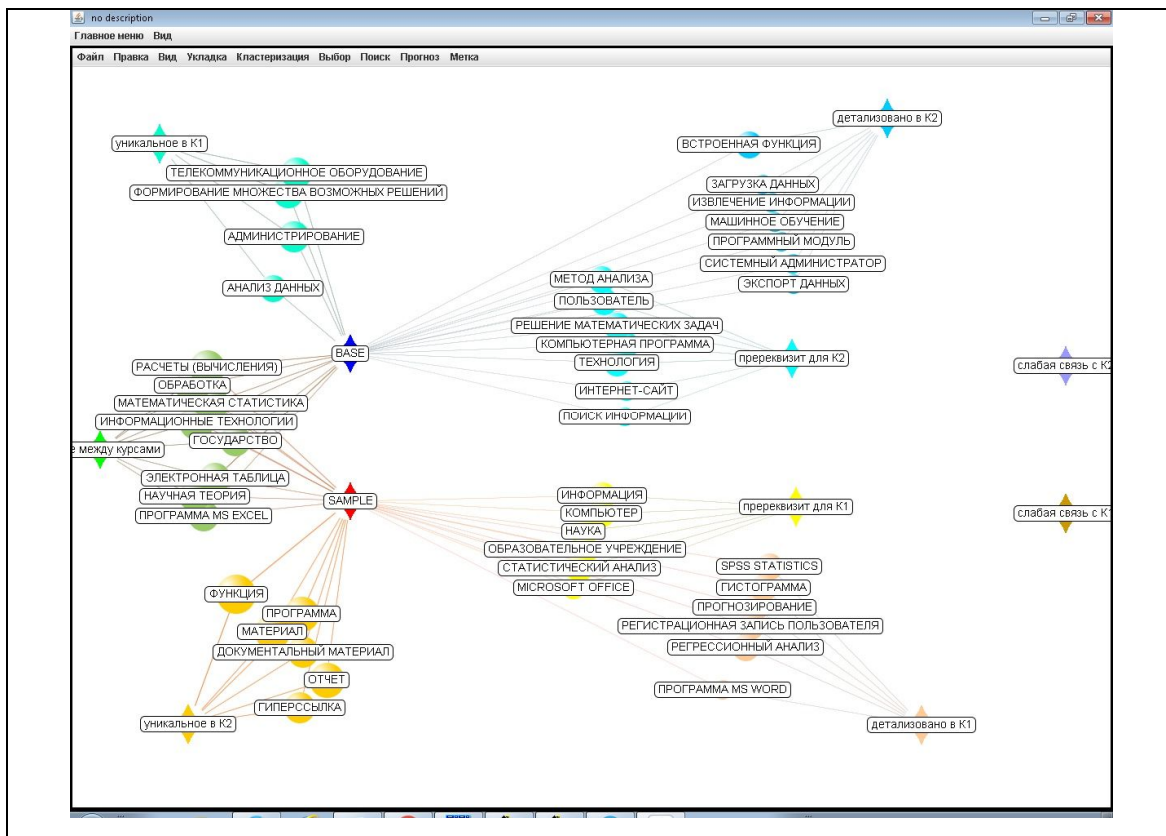 no description
Главное меню Вид
Файл Правка Вид Укладка Кластеризация Выбор Поиск Прогноз Метка
детализовано в К2
уникальное в К1
ВСТРОЕННАЯ ФУНКЦИЯ
ТЕЛЕКОММУНИКАЦИОННОЕ ОБОРУДОВАНИЕ
ФОРМИРОВАНИЕ МНОЖЕСТВА ВОЗМОЖНЫХ РЕШЕНИЙ
ЗАГРУЗКА ДАННЫХ
ИЗВЛЕЧЕНИЕ ИНФОРМАЦИИ
МАШИННОЕ ОБУЧЕНИЕ
АДМИНИСТРИРОВАНИЕ
ПРОГРАММНЫЙ МОДУЛЬ
СИСТЕМНЫЙ АДМИНИСТРАТОР
МЕТОД АНАЛИЗА
ЭКСПОРТ ДАННЫХ
АНАЛИЗ ДАННЫХ
ПОЛЬЗОВАТЕЛЬ
РЕШЕНИЕ МАТЕМАТИЧЕСКИХ ЗАДАЧ
КОМПЬЮТЕРНАЯ ПРОГРАММА
BASE
пререквизит для К2
ТЕХНОЛОГИЯ
слабая связь с К2
РАСЧЕТЫ (ВЫЧИСЛЕНИЯ)
ОБРАБОТКА
ИНТЕРНЕТ-САЙТ
МАТЕМАТИЧЕСКАЯ СТАТИСТИКА
ПОИСК ИНФОРМАЦИИ
ИНФОРМАЦИОННЫЕ ТЕХНОЛОГИИ
ГОСУДАРСТВО
е между курсами
ЭЛЕКТРОННАЯ ТАБЛИЦА
НАУЧНАЯ ТЕОРИЯ
ПРОГРАММА MS EXCEL
SAMPLE
ИНФОРМАЦИЯ
пререквизит для К1
слабая связь с К1
КОМПЬЮТЕР
НАУКА
ОБРАЗОВАТЕЛЬНОЕ УЧРЕЖДЕНИЕ
СТАТИСТИЧЕСКИЙ АНАЛИЗ
SPSS STATISTICS
MICROSOFT OFFICE
ГИСТОГРАММА
ФУНКЦИЯ
ПРОГНОЗИРОВАНИЕ
ПРОГРАММА
РЕГИСТРАЦИОННАЯ ЗАПИСЬ ПОЛЬЗОВАТЕЛЯ
МАТЕРИАЛ
РЕГРЕССИОННЫЙ АНАЛИЗ
ДОКУМЕНТАЛЬНЫЙ МАТЕРИАЛ
ОТЧЕТ
ПРОГРАММА MS WORD
ГИПЕРССЫЛКА
уникальное в К2
детализовано в К1